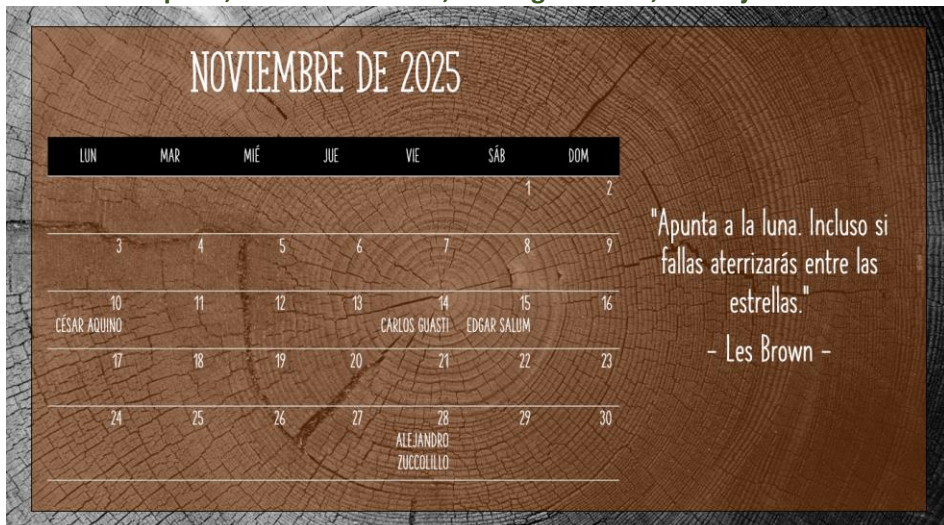 NOVIEMBRE DE 2025
LUN MAR MIÉ JUE VIE SÁB DOM
1 2
3 4 5 6 7 8 9
10 11 12 13 14 15 16
CÉSAR AQUINO CARLOS GUASTI EDGAR SALUM
17 18 19 20 21 22 23
24 25 26 27 28 29 30
ALEJANDRO
ZUCCOLILLO
"Apunta a la luna. Incluso si
fallas aterrizarás entre las
estrellas."
- Les Brown -